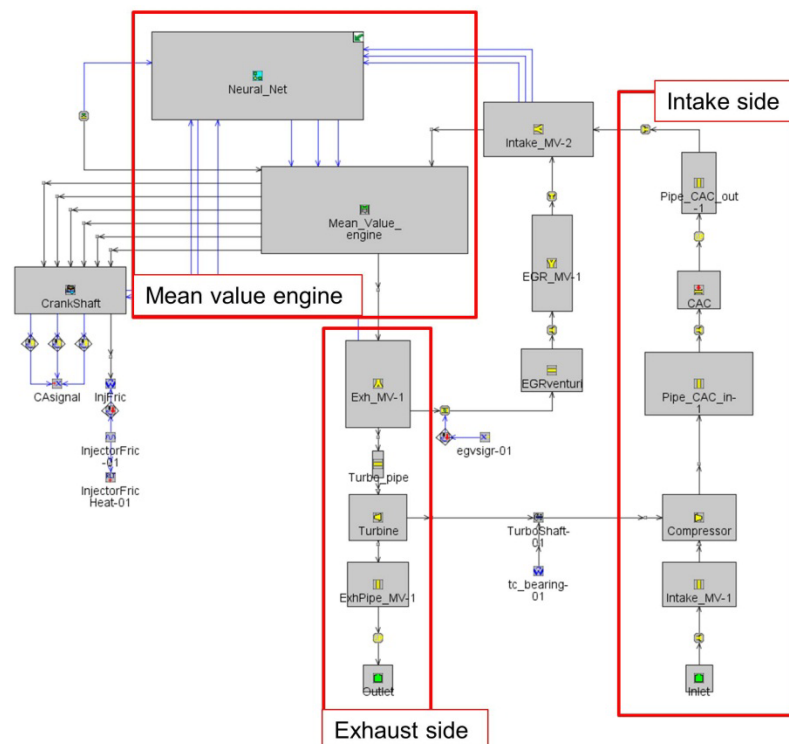 Neural_Net
Intake side
Intake_MV-2
Pipe_CAC_out
-1
Mean_Value_
engine
EGR_MV-1
CrankShaft
Mean value engine
CAC
Exh_MV-1
EGRventuri
Pipe_CAC_in-
1
CAsignal
InjFric
egvsigr-01
InjectorFric
-01
Turbo_pipe
InjectorFric
Heat-01
Turbine
TurboShaft-
01
Compressor
tc_bearing-
01
ExhPipe_MV-1
Intake_MV-1
Outlet
Inlet
Exhaust side